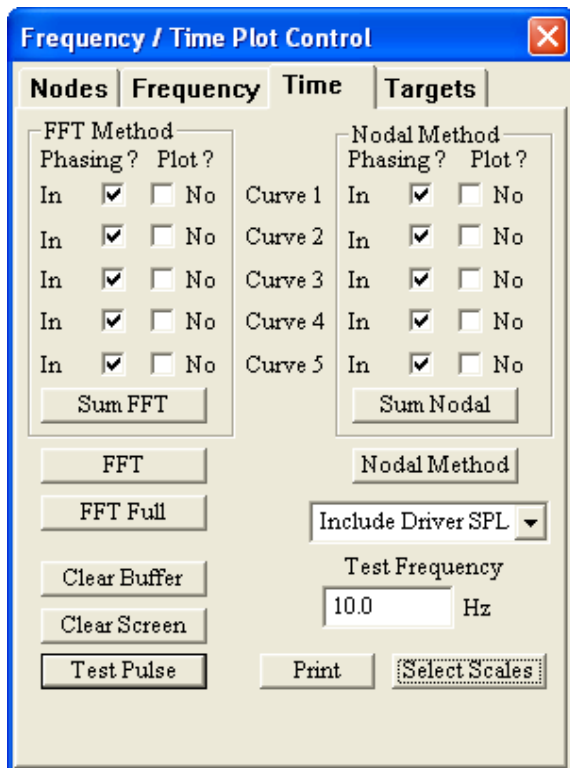 Frequency / Time Plot Control
Nodes Frequency Time Targets
FFT Method Nodal Method
Phasing? Plot? Phasing? Plot?
In No Curve 1 In No
In No Curve 2 In No
In No Curve 3 In No
In No Curve 4 In No
In No Curve 5 In No
Sum FFT Sum Nodal
FFT Nodal Method
FFT Full Include Driver SPL
Test Frequency
Clear Buffer 10.0 Hz
Clear Screen
Test Pulse Print Select Scales